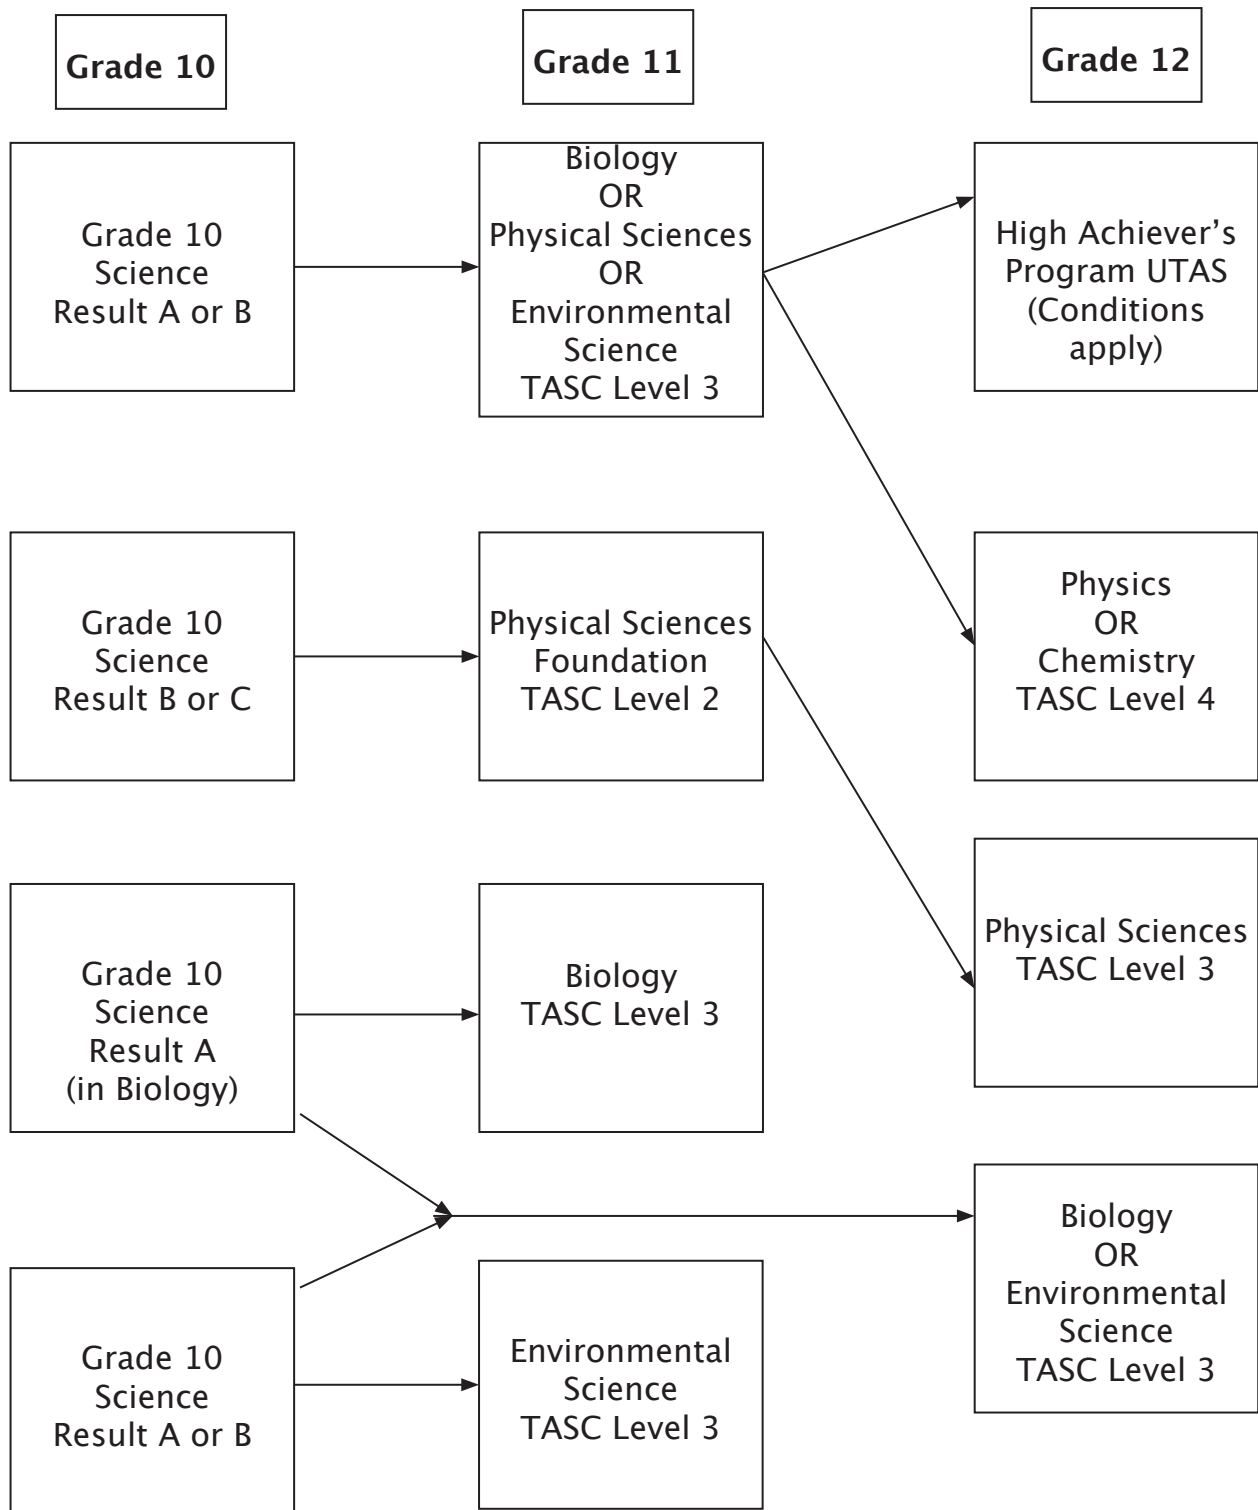 Grade 10
Grade 11
Grade 12
Grade 10
Science
Result A or B
Biology
OR
Physical Sciences
OR
Environmental
Science
TASC Level 3
High Achiever’s
Program UTAS
(Conditions
apply)
Grade 10
Science
Result B or C
Physical Sciences
Foundation
TASC Level 2
Physics
OR
Chemistry
TASC Level 4
Grade 10
Science
Result A
(in Biology)
Biology
TASC Level 3
Physical Sciences
TASC Level 3
Grade 10
Science
Result A or B
Environmental
Science
TASC Level 3
Biology
OR
Environmental
Science
TASC Level 3